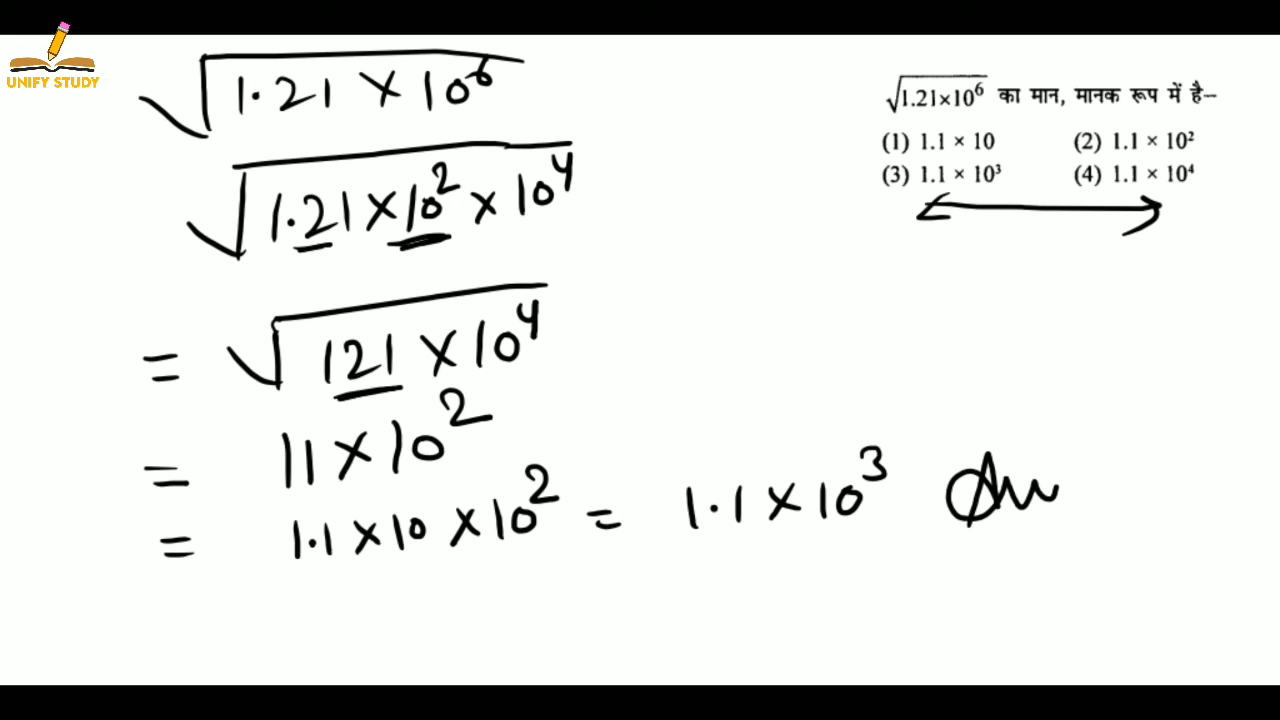 UNIFY STUDY
√1.21 × 10⁶
√1.21 × 10² × 10⁴
= √121 × 10⁴
= 11 × 10²
= 1.1 × 10 × 10² = 1.1 × 10³ Ans
√1.21×10⁶ का मान, मानक रूप में है–
(1) 1.1 × 10 (2) 1.1 × 10²
(3) 1.1 × 10³ (4) 1.1 × 10⁴